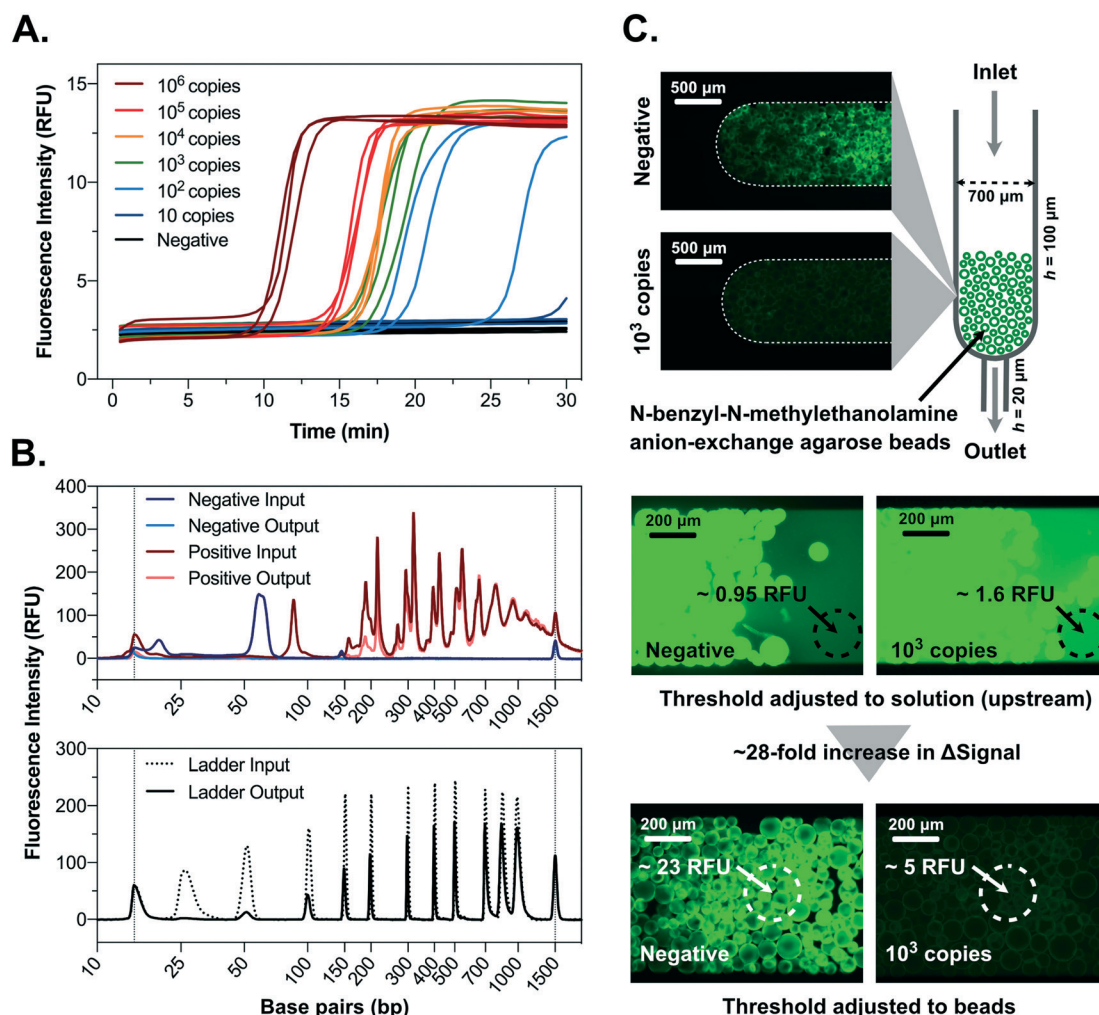 A.
Fluorescence Intensity (RFU)
15
10
5
0
10⁶ copies
10⁵ copies
10⁴ copies
10³ copies
10² copies
10 copies
Negative
0 5 10 15 20 25 30
Time (min)
B.
Fluorescence Intensity (RFU)
400
300
200
100
0
Negative Input
Negative Output
Positive Input
Positive Output
10 25 50 100 150 200 300 400 500 700 1000 1500
300
200
100
0
Ladder Input
Ladder Output
10 25 50 100 150 200 300 400 500 700 1000 1500
Base pairs (bp)
C.
Negative
500 µm
10³ copies
500 µm
Inlet
700 µm
h = 100 µm
h = 20 µm
N-benzyl-N-methylethanolamine
anion-exchange agarose beads
Outlet
200 µm
~ 0.95 RFU
Negative
200 µm
~ 1.6 RFU
10³ copies
Threshold adjusted to solution (upstream)
~28-fold increase in ΔSignal
200 µm
~ 23 RFU
Negative
200 µm
~ 5 RFU
10³ copies
Threshold adjusted to beads